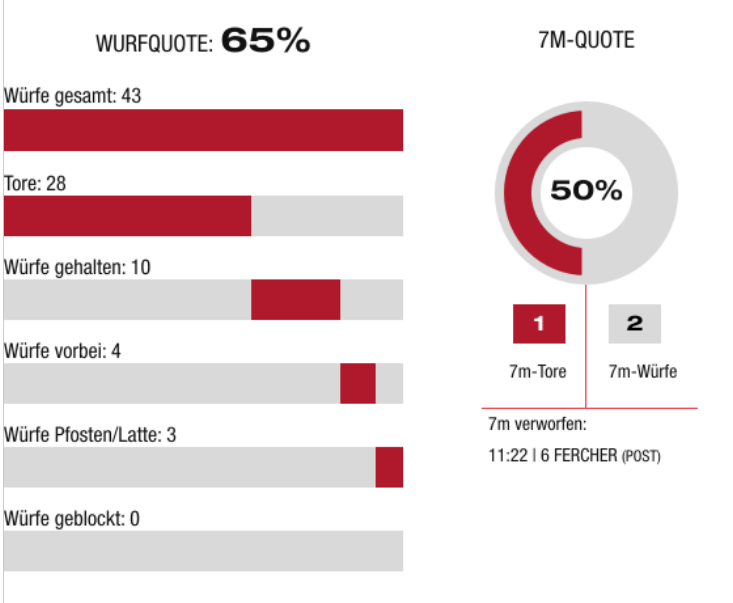 WURFQUOTE: 65%
Würfe gesamt: 43
Tore: 28
Würfe gehalten: 10
Würfe vorbei: 4
Würfe Pfosten/Latte: 3
Würfe geblockt: 0
7M-QUOTE
50%
1 2
7m-Tore 7m-Würfe
7m verworfen:
11:22 | 6 FERCHER (POST)